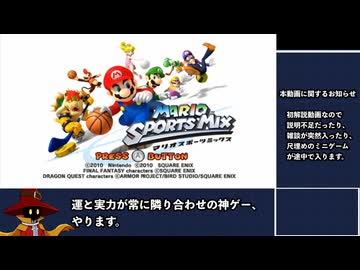 MARIO
SPORTS MIX
マリオスポーツミックス
PRESS A BUTTON
©2010 Nintendo ©2010 SQUARE ENIX
FINAL FANTASY characters ©SQUARE ENIX
DRAGON QUEST characters ©ARMOR PROJECT/BIRD STUDIO/SQUARE ENIX
本動画に関するお知らせ
初解説動画なので
説明不足だったり、
雑談が突然入ったり、
尺埋めのミニゲーム
が途中で入ります。
運と実力が常に隣り合わせの神ゲー、
やります。